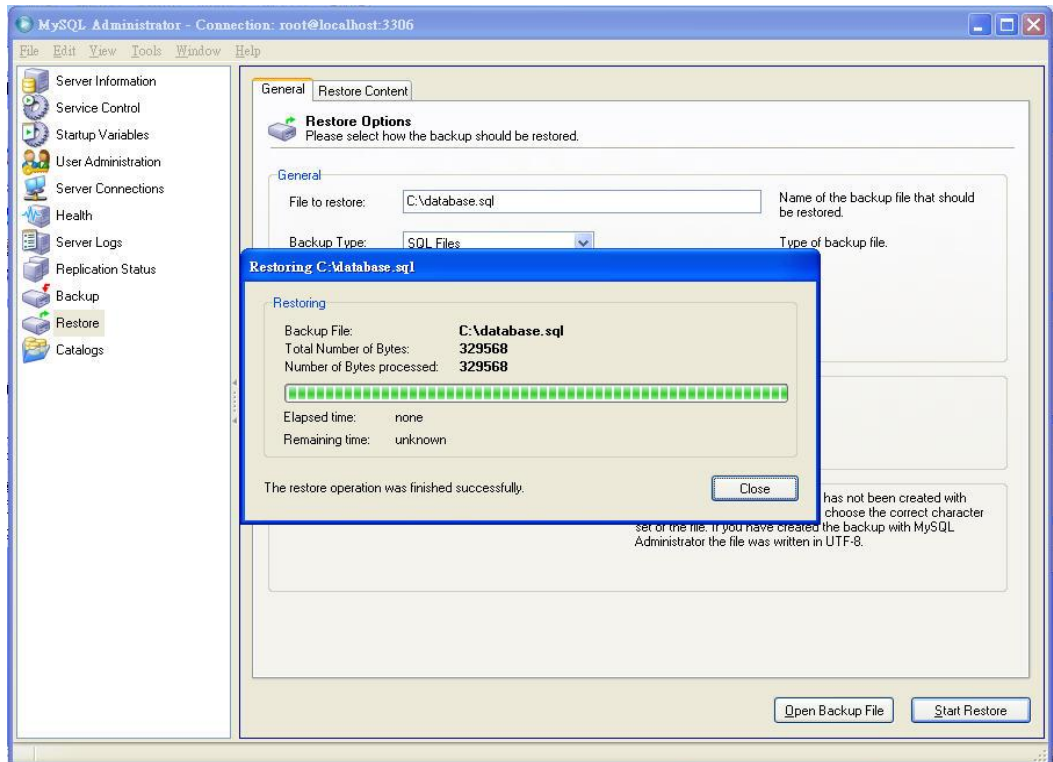 MySQL Administrator - Connection: root@localhost:3306
File Edit View Tools Window Help
Server Information
Service Control
Startup Variables
User Administration
Server Connections
Health
Server Logs
Replication Status
Backup
Restore
Catalogs
General Restore Content
Restore Options
Please select how the backup should be restored.
General
File to restore: C:\database.sql
Name of the backup file that should
be restored.
Backup Type: SQL Files
Type of backup file.
Restoring C:\database.sql
Restoring
Backup File: C:\database.sql
Total Number of Bytes: 329568
Number of Bytes processed: 329568
Elapsed time: none
Remaining time: unknown
The restore operation was finished successfully.
Close
has not been created with
choose the correct character
set of the file. If you have created the backup with MySQL
Administrator the file was written in UTF-8.
Open Backup File
Start Restore